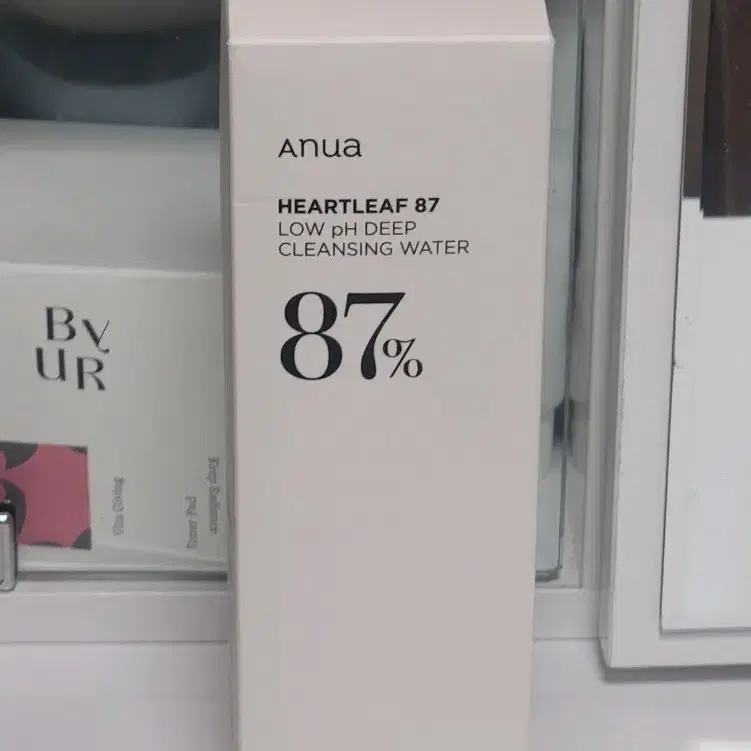 Anua
HEARTLEAF 87
LOW pH DEEP
CLEANSING WATER
87%
BY
UR